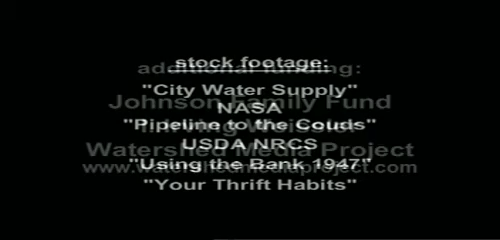 stock footage:
"City Water Supply"
NASA
"Pipeline to the Couds"
USDA NRCS
"Using the Bank 1947"
"Your Thrift Habits"
additional funding:
Johnson Family Fund
Watershed Media Project
www.watershedmediaproject.com